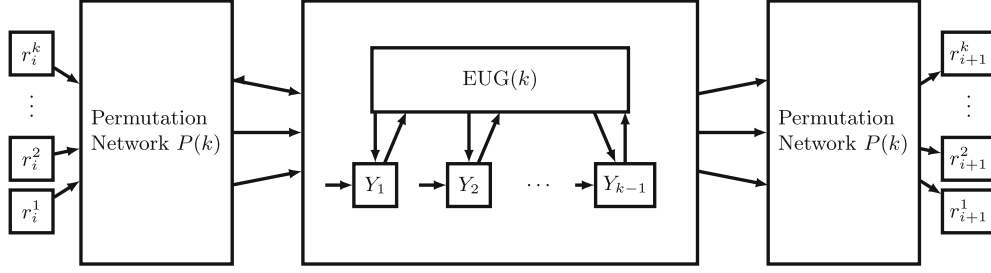 r_i^k
⋮
r_i^2
r_i^1
Permutation
Network P(k)
EUG(k)
Y_1
Y_2
⋯
Y_{k−1}
Permutation
Network P(k)
r_{i+1}^k
⋮
r_{i+1}^2
r_{i+1}^1